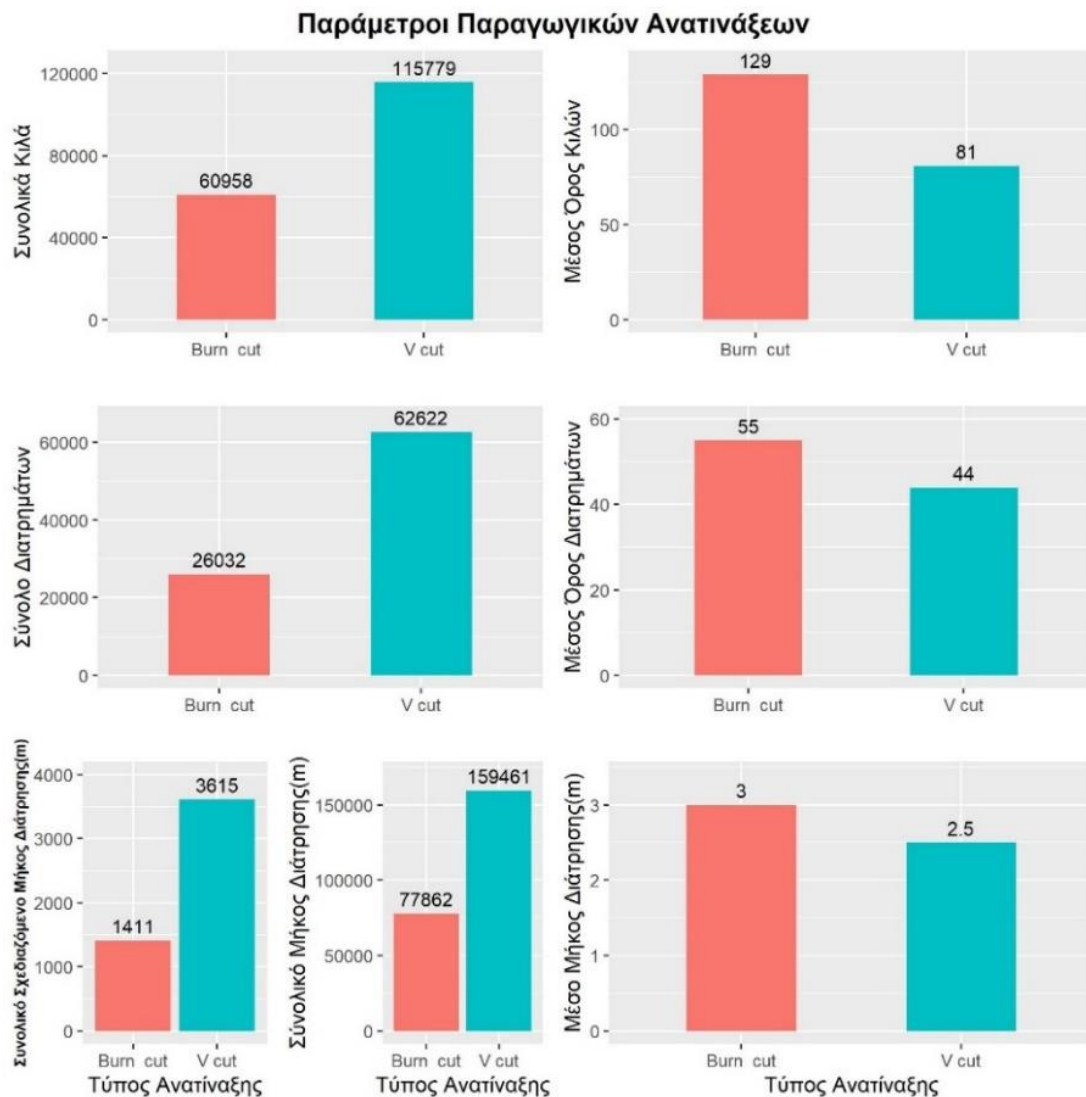 Παράμετροι Παραγωγικών Ανατινάξεων
Συνολικά Κιλά
120000
80000
40000
0
60958
115779
Burn cut
V cut
Μέσος Όρος Κιλών
100
50
0
129
81
Burn cut
V cut
Σύνολο Διατρημάτων
60000
40000
20000
0
26032
62622
Burn cut
V cut
Μέσος Όρος Διατρημάτων
60
40
20
0
55
44
Burn cut
V cut
Συνολικό Σχεδιαζόμενο Μήκος Διάτρησης(m)
4000
3000
2000
1000
0
1411
3615
Burn cut
V cut
Τύπος Ανατίναξης
Σύνολικό Μήκος Διάτρησης(m)
150000
100000
50000
0
77862
159461
Burn cut
V cut
Τύπος Ανατίναξης
Μέσο Μήκος Διάτρησης(m)
3
2
1
0
3
2.5
Burn cut
V cut
Τύπος Ανατίναξης